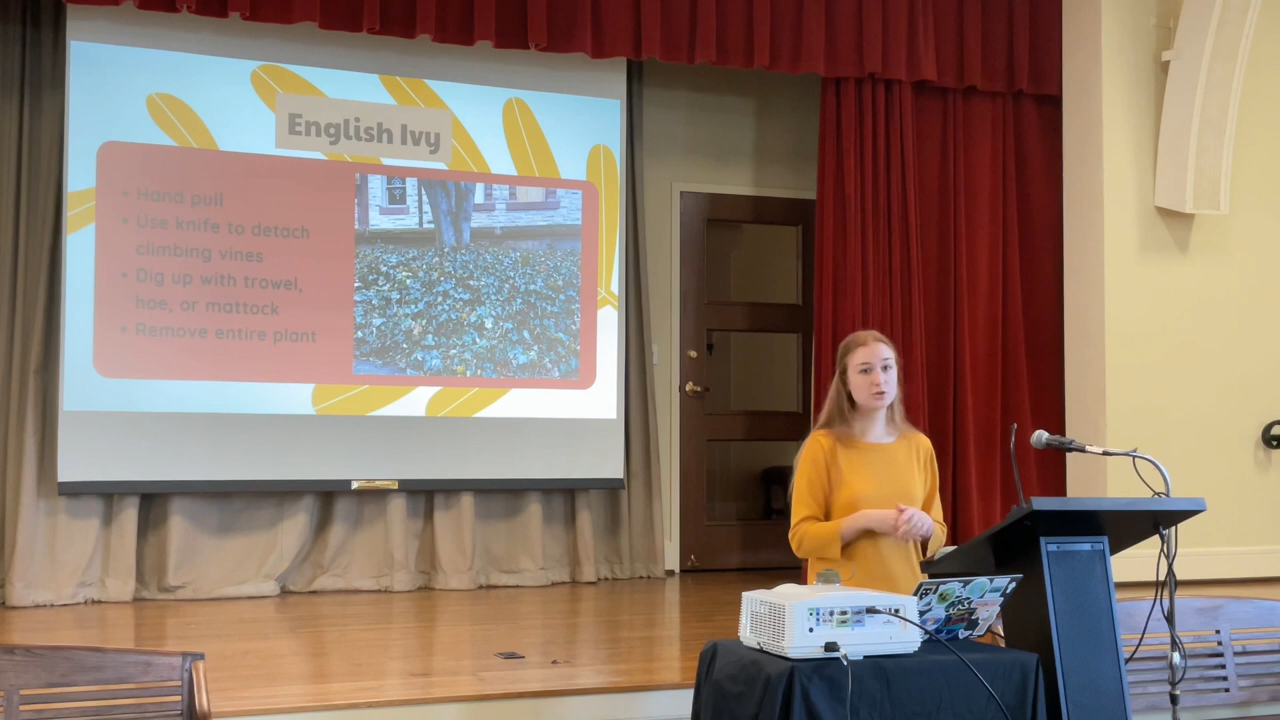 English Ivy
• Hand pull
• Use knife to detach
climbing vines
• Dig up with trowel,
hoe, or mattock
• Remove entire plant